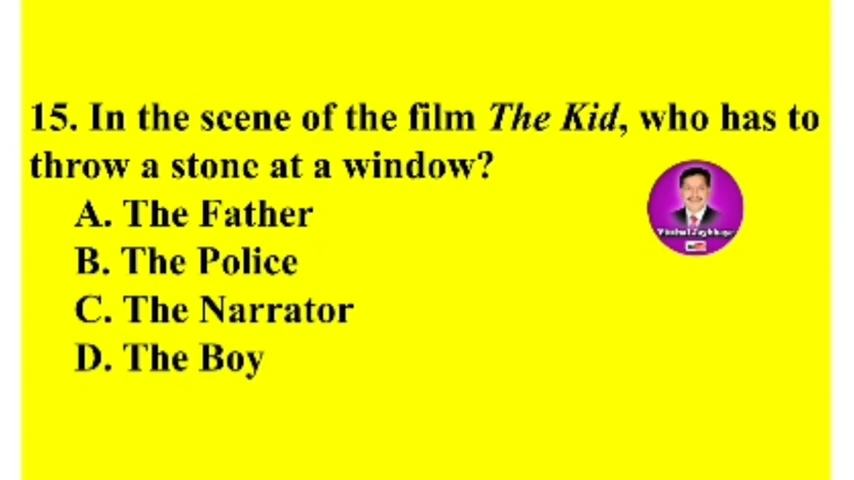 15. In the scene of the film The Kid, who has to
throw a stone at a window?
A. The Father
B. The Police
C. The Narrator
D. The Boy